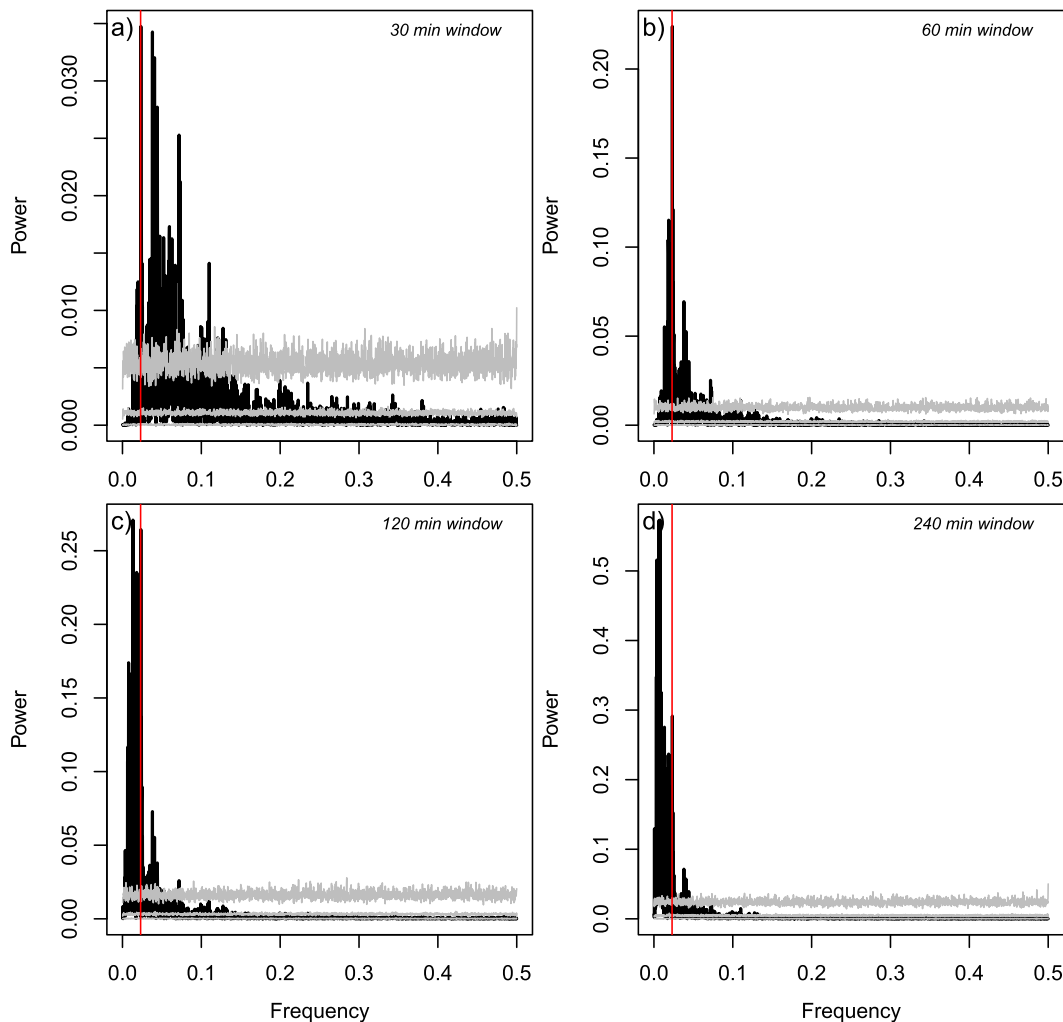 a)
30 min window
Power
0.000
0.010
0.020
0.030
0.0 0.1 0.2 0.3 0.4 0.5
b)
60 min window
Power
0.00
0.05
0.10
0.15
0.20
0.0 0.1 0.2 0.3 0.4 0.5
c)
120 min window
Power
0.00
0.05
0.10
0.15
0.20
0.25
0.0 0.1 0.2 0.3 0.4 0.5
Frequency
d)
240 min window
Power
0.0
0.1
0.2
0.3
0.4
0.5
0.0 0.1 0.2 0.3 0.4 0.5
Frequency